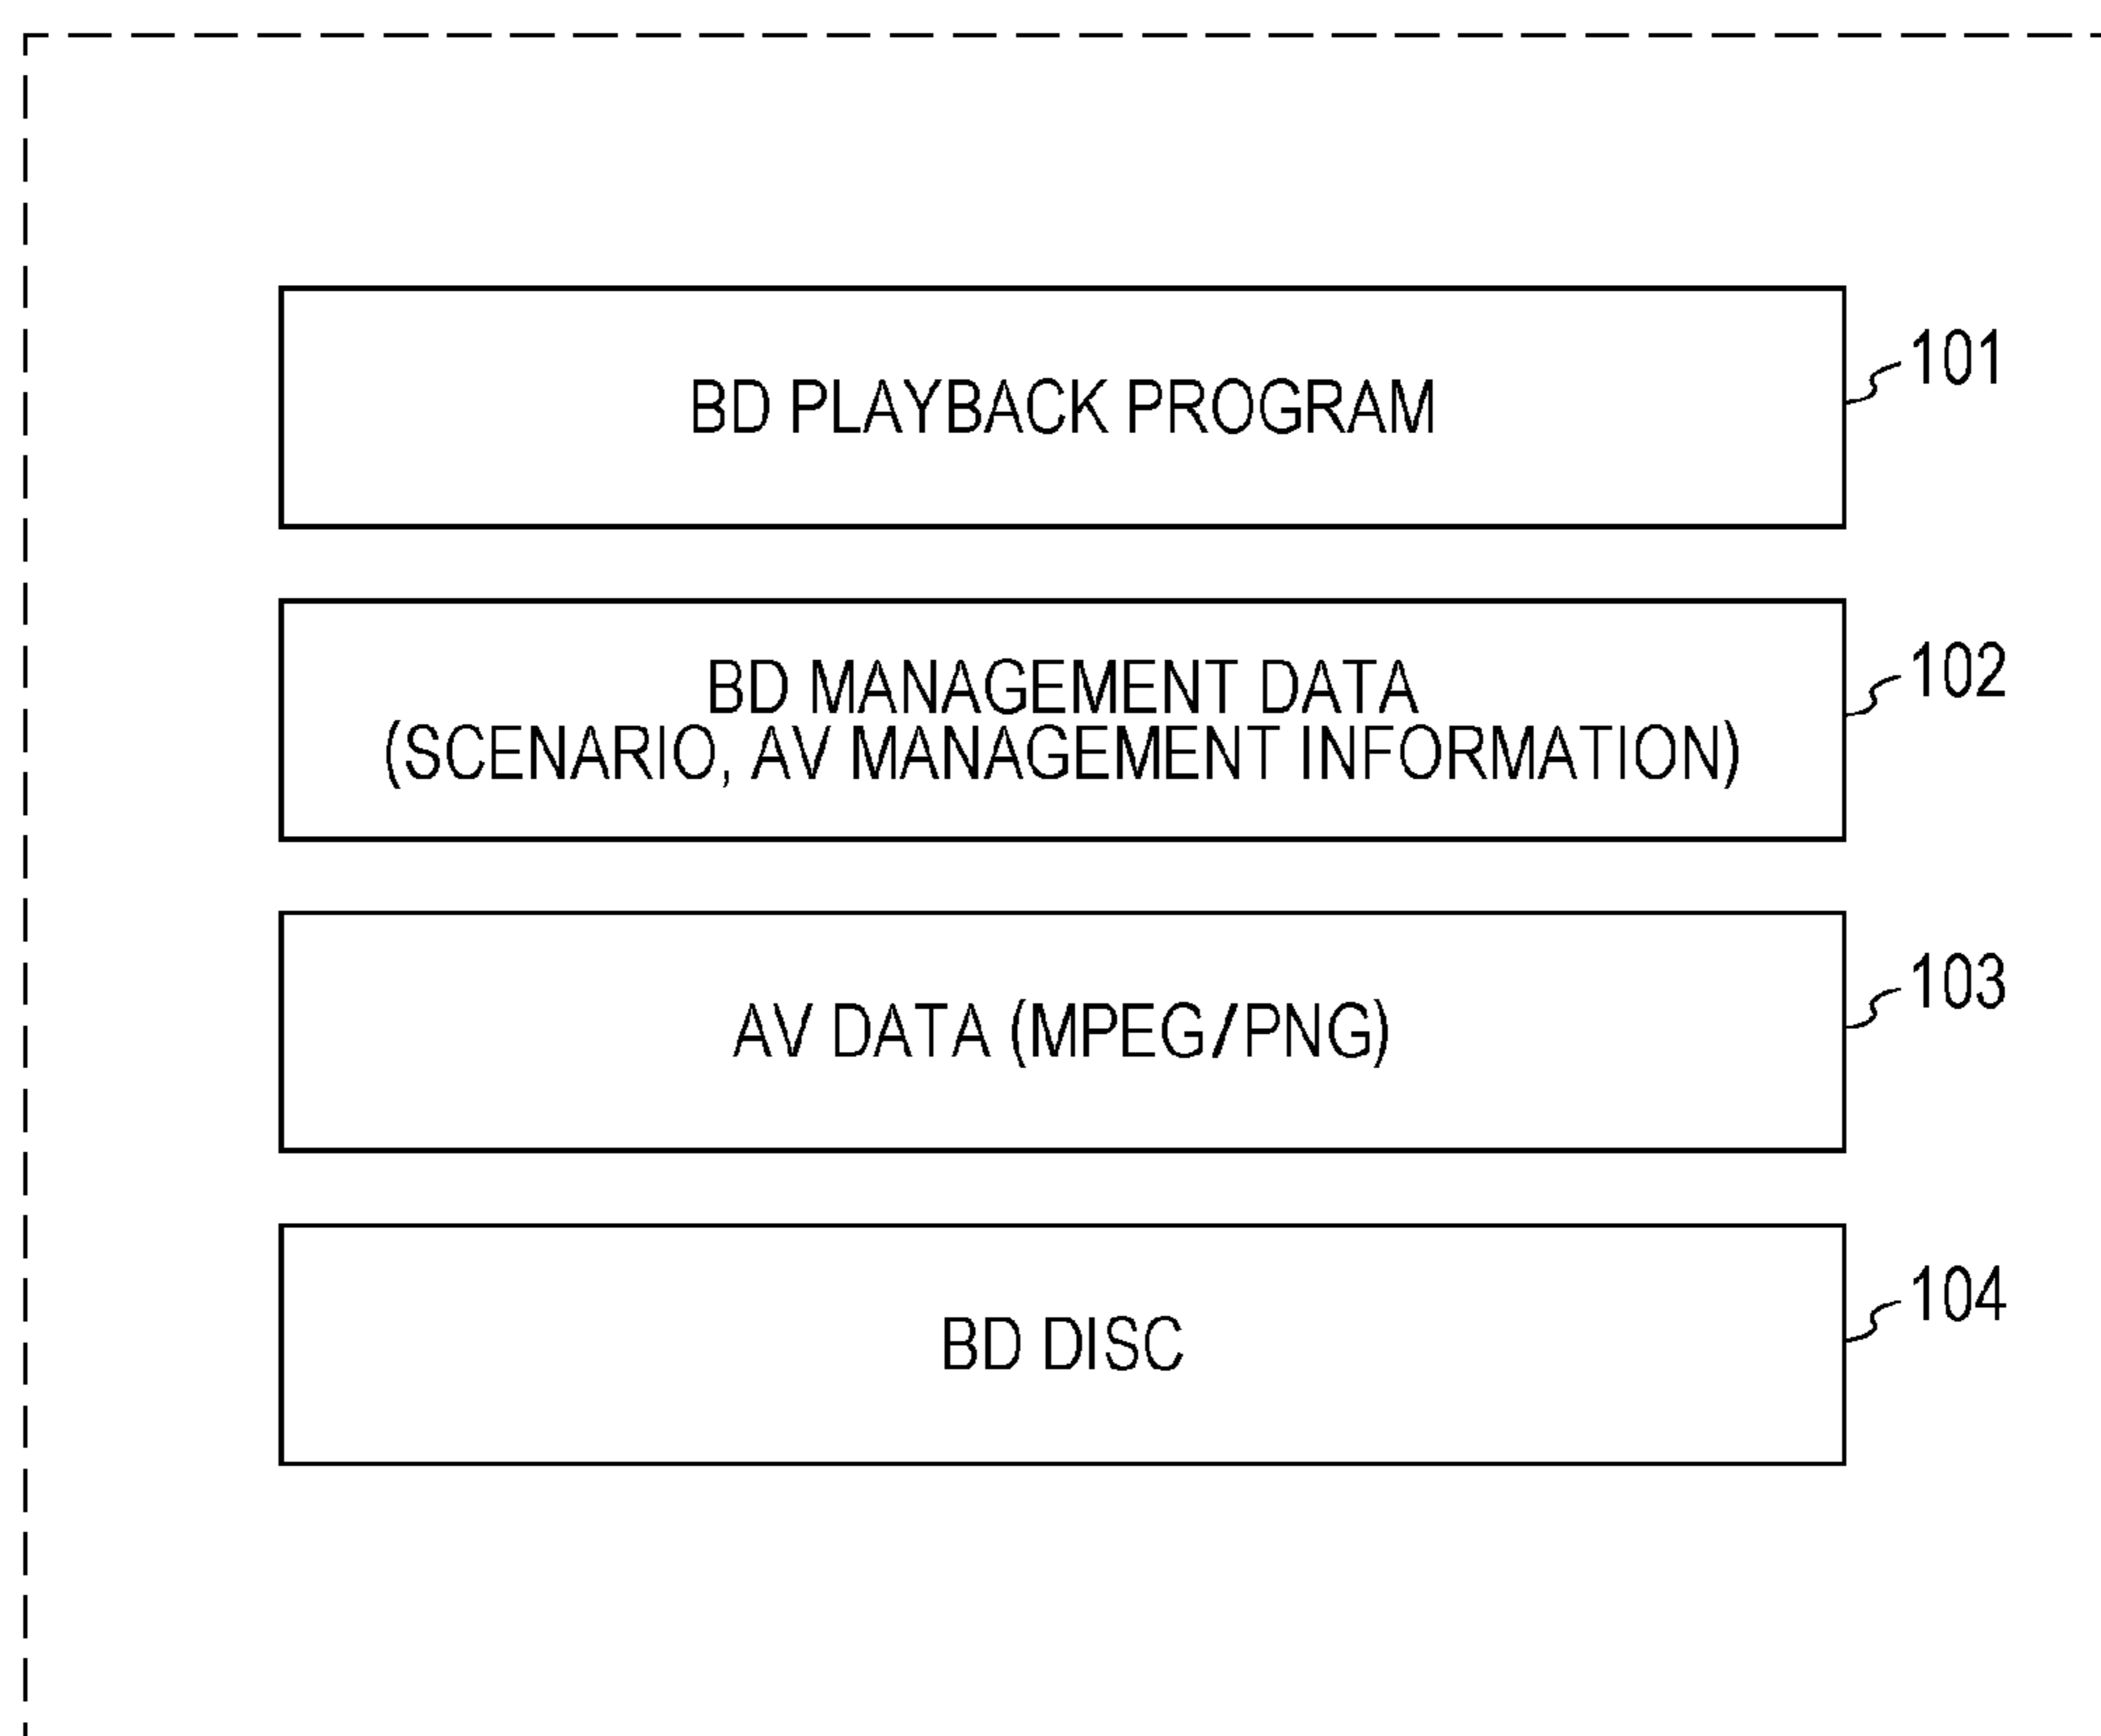 BD PLAYBACK PROGRAM
101
BD MANAGEMENT DATA
(SCENARIO, AV MANAGEMENT INFORMATION)
102
AV DATA (MPEG/PNG)
103
BD DISC
104